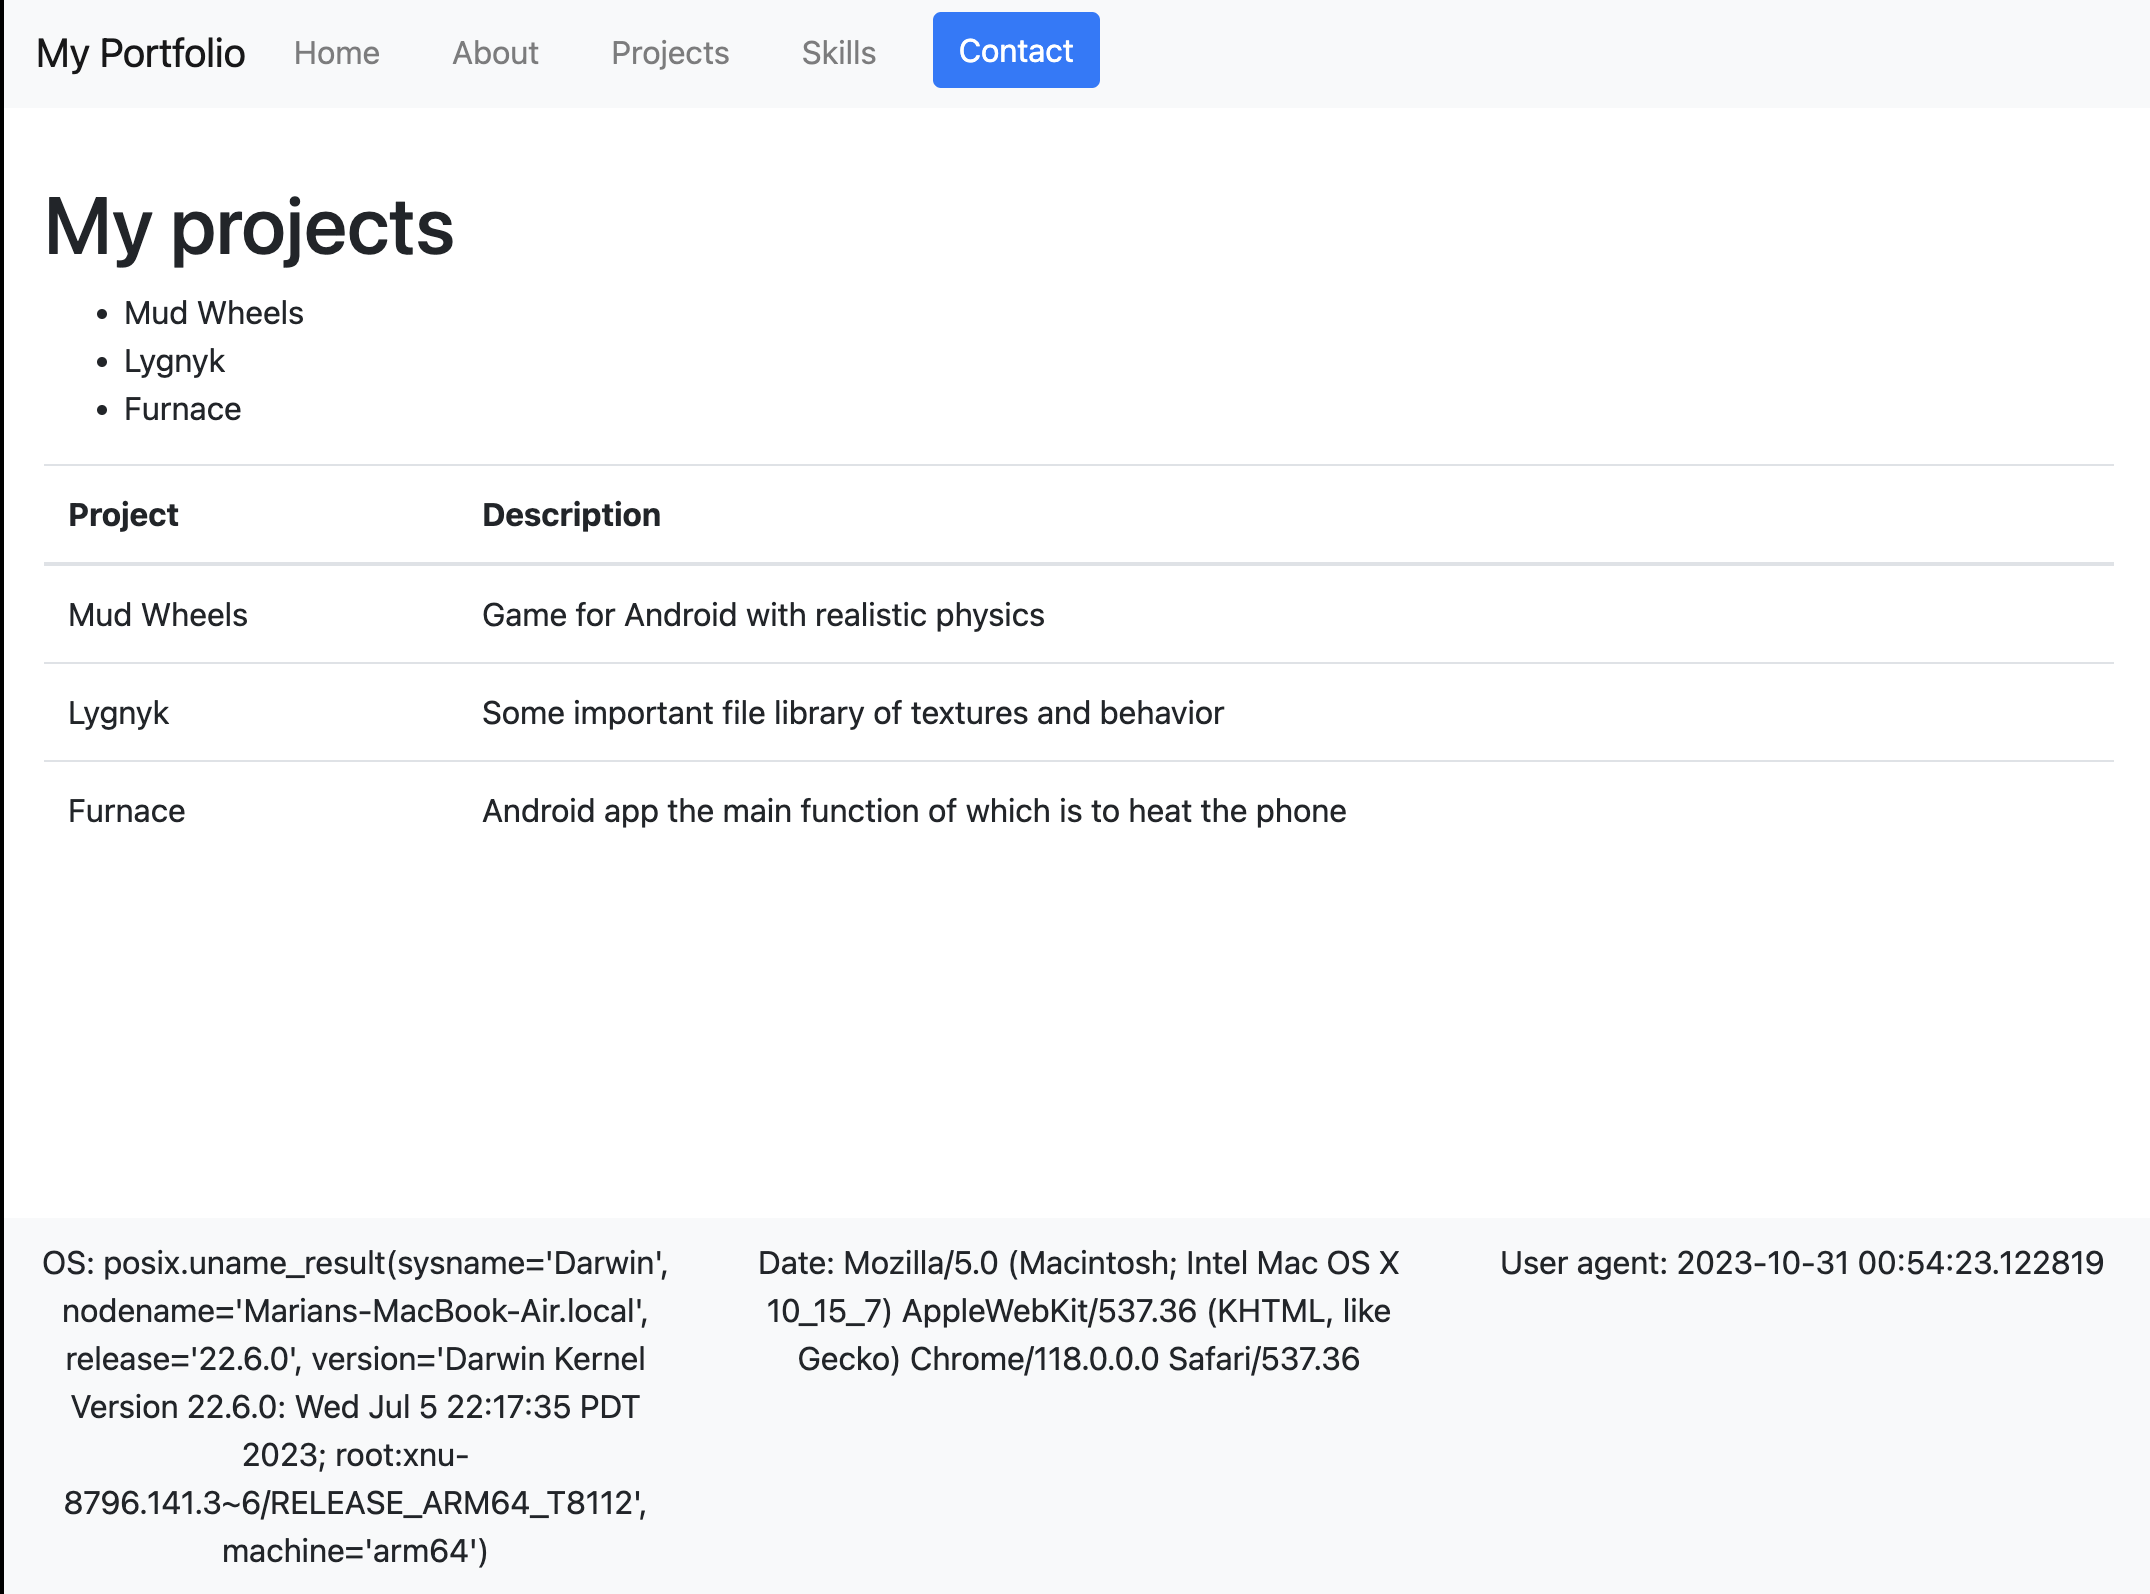 My Portfolio Home About Projects Skills Contact
My projects
• Mud Wheels
• Lygnyk
• Furnace
Project Description
Mud Wheels Game for Android with realistic physics
Lygnyk Some important file library of textures and behavior
Furnace Android app the main function of which is to heat the phone
OS: posix.uname_result(sysname='Darwin',
nodename='Marians-MacBook-Air.local',
release='22.6.0', version='Darwin Kernel
Version 22.6.0: Wed Jul 5 22:17:35 PDT
2023; root:xnu-
8796.141.3~6/RELEASE_ARM64_T8112',
machine='arm64')
Date: Mozilla/5.0 (Macintosh; Intel Mac OS X
10_15_7) AppleWebKit/537.36 (KHTML, like
Gecko) Chrome/118.0.0.0 Safari/537.36
User agent: 2023-10-31 00:54:23.122819